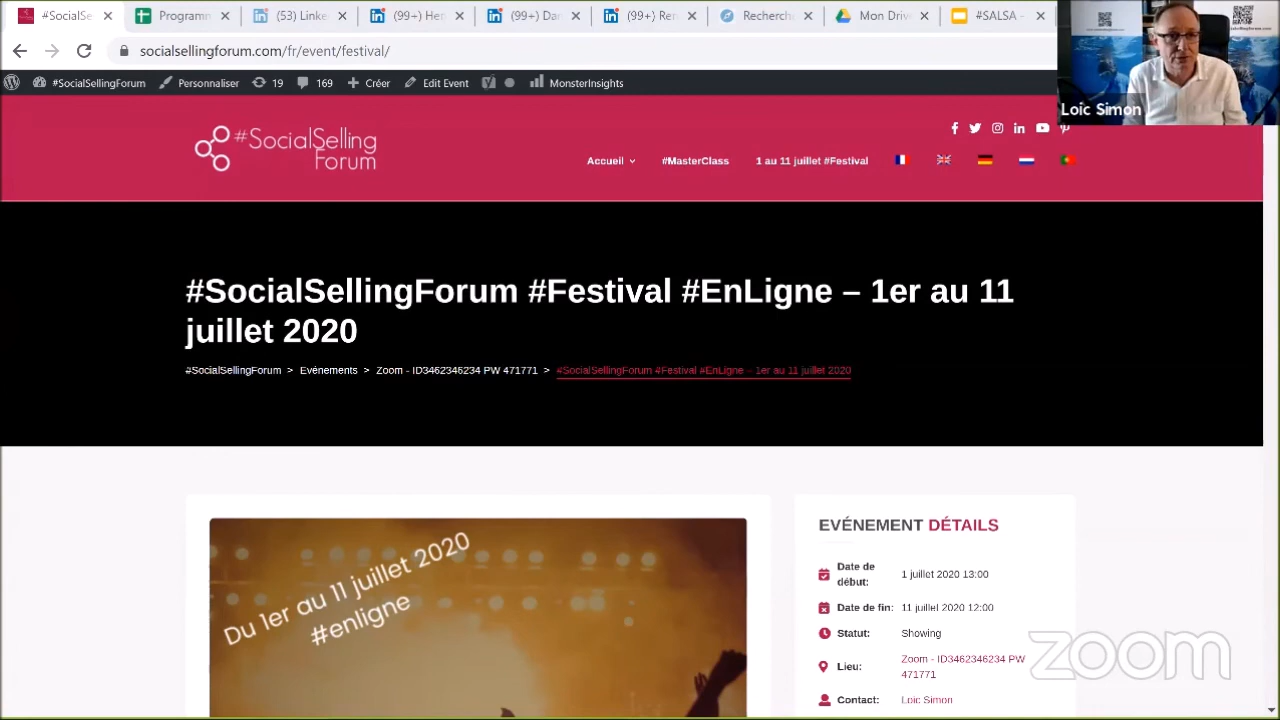 #SocialSe
Programm
(53) Linke
(99+) Her
(99+) Da
(99+) Ren
Recherch
Mon Driv
#SALSA -
socialsellingforum.com/fr/event/festival/
#SocialSellingForum
Personnaliser
19
169
Créer
Edit Event
MonsterInsights
Loic Simon
#SocialSelling
Forum
Accueil
#MasterClass
1 au 11 juillet #Festival
#SocialSellingForum #Festival #EnLigne – 1er au 11
juillet 2020
#SocialSellingForum > Evénements > Zoom - ID3462346234 PW 471771 > #SocialSellingForum #Festival #EnLigne – 1er au 11 juillet 2020
Du 1er au 11 juillet 2020
#enligne
EVÉNEMENT DÉTAILS
Date de
début:
1 juillet 2020 13:00
Date de fin: 11 juillet 2020 12:00
Statut: Showing
Lieu:
Zoom - ID3462346234 PW
471771
Contact: Loic Simon
zoom